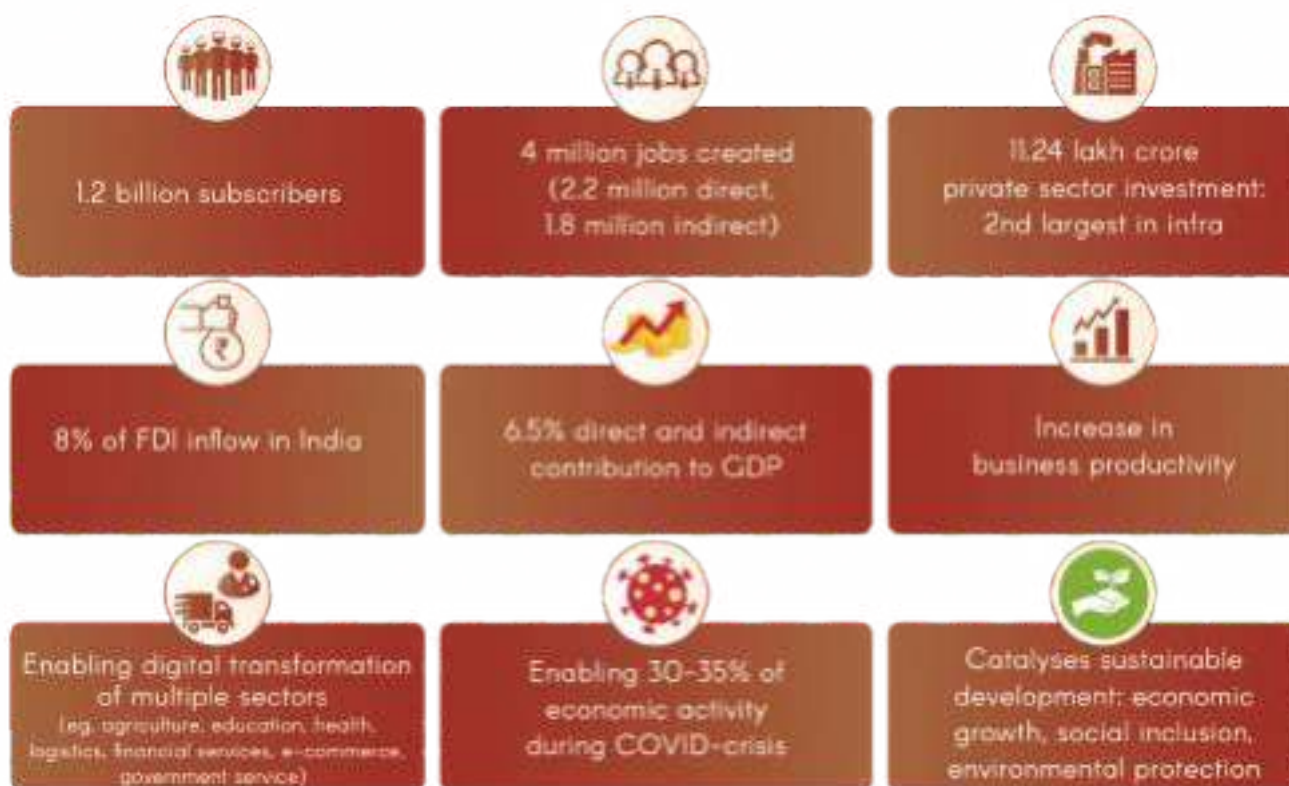 1.2 billion subscribers
4 million jobs created
(2.2 million direct,
1.8 million indirect)
11.24 lakh crore
private sector investment:
2nd largest in infra
₹
8% of FDI inflow in India
6.5% direct and indirect
contribution to GDP
Increase in
business productivity
Enabling digital transformation
of multiple sectors
(eg, agriculture, education, health,
logistics, financial services, e-commerce,
government service)
Enabling 30-35% of
economic activity
during COVID-crisis
Catalyses sustainable
development: economic
growth, social inclusion,
environmental protection